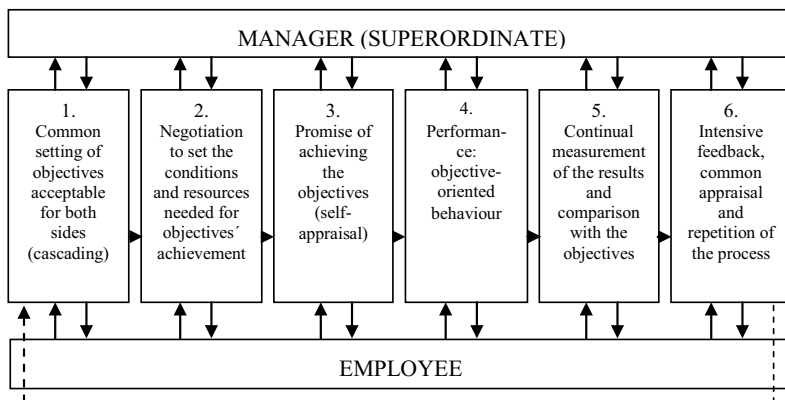 MANAGER (SUPERORDINATE)
1.
Common
setting of
objectives
acceptable
for both
sides
(cascading)
2.
Negotiation
to set the
conditions
and resources
needed for
objectives´
achievement
3.
Promise of
achieving
the
objectives
(self-
appraisal)
4.
Performan-
ce:
objective-
oriented
behaviour
5.
Continual
measurement
of the results
and
comparison
with the
objectives
6.
Intensive
feedback,
common
appraisal
and
repetition of
the process
EMPLOYEE